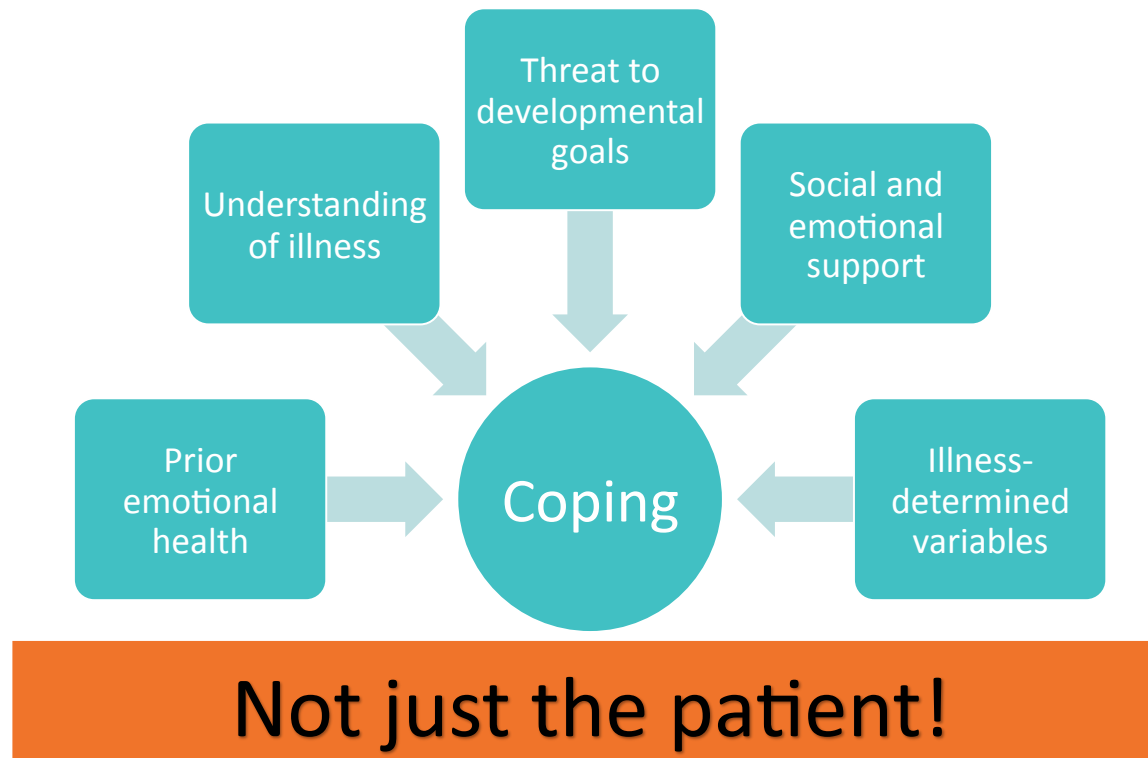 Threat to
developmental
goals
Understanding
of illness
Social and
emotional
support
Prior
emotional
health
Coping
Illness-
determined
variables
Not just the patient!